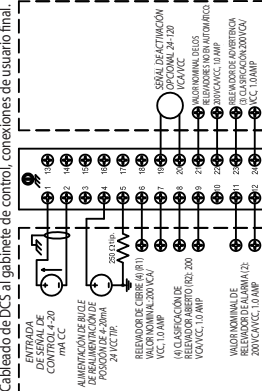 Cableado de DCS al gabinete de control, conexiones de usuario final.
ENTRADA
DE SEÑAL DE
CONTROL 4-20
mA CC
ALIMENTACIÓN DE BUCLE
DE REALIMENTACIÓN DE
POSICIÓN DE 4-20mA
24 VCC TIP.
250 Ω tip.
RELEVADOR DE CIERRE (4) (R1)
VALOR NOMINAL: 200 VCA/
VCC, 1.0 AMP
(4) CLASIFICACIÓN DE
RELEVADOR ABIERTO (R2): 200
VCA/VCC, 1.0 AMP
VALOR NOMINAL DE
RELEVADOR DE ALARMA (2):
200 VCA/VCC, 1.0 AMP
1 13
2 14
3 15
4 16
5 17
6 18
7 19
8 20
9 21
10 22
11 23
12 24
SEÑAL DE ACTIVACIÓN
OPCIONAL 24-120
VCA/VCC
VALOR NOMINAL DE LOS
RELEVADORES NO EN AUTOMÁTICO:
200 VCA/VCC, 1.0 AMP
RELEVADOR DE ADVERTENCIA
(3) CLASIFICACIÓN 200 VCA/
VCC, 1.0 AMP